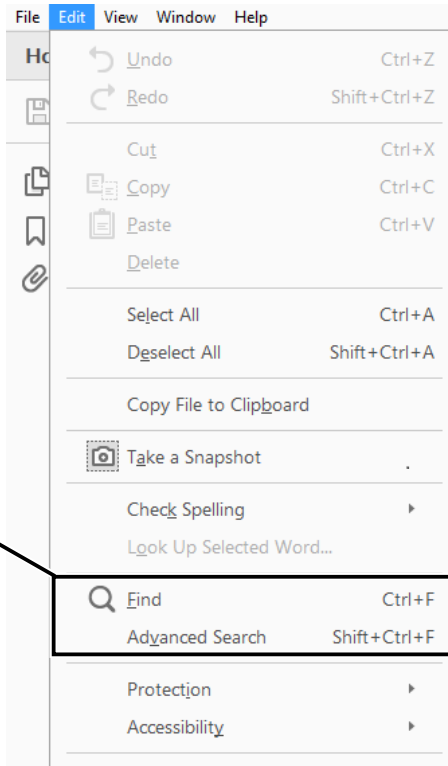 File Edit View Window Help
Ho
Undo Ctrl+Z
Redo Shift+Ctrl+Z
Cut Ctrl+X
Copy Ctrl+C
Paste Ctrl+V
Delete
Select All Ctrl+A
Deselect All Shift+Ctrl+A
Copy File to Clipboard
Take a Snapshot
Check Spelling
Look Up Selected Word...
Find Ctrl+F
Advanced Search Shift+Ctrl+F
Protection
Accessibility